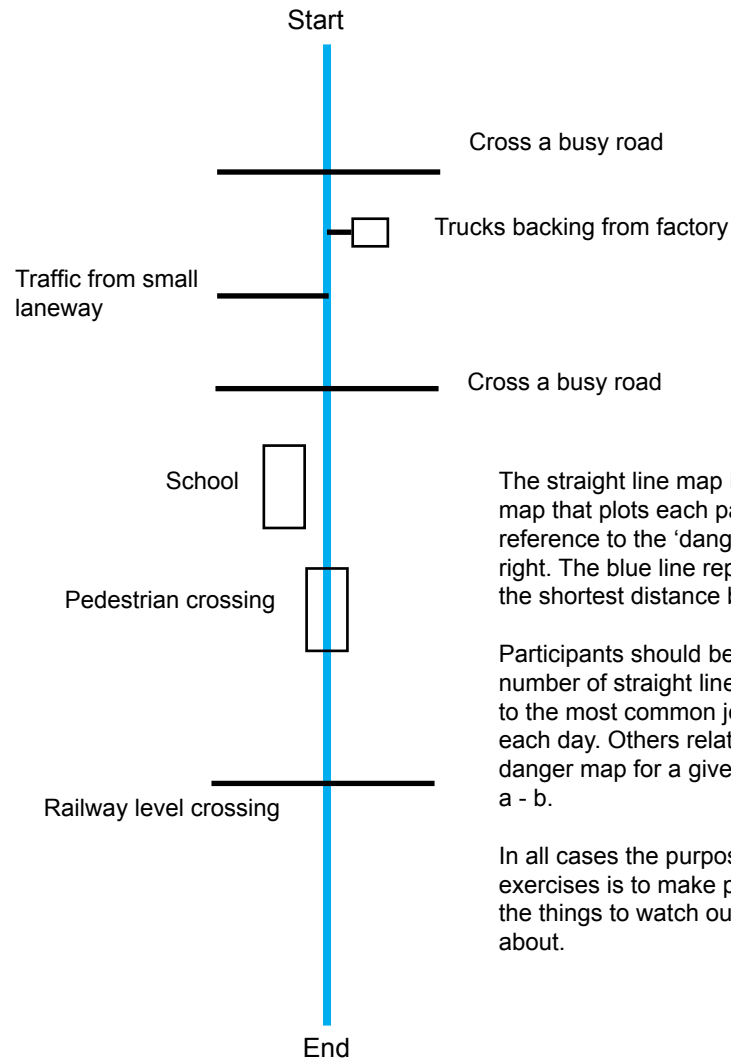 Start
Cross a busy road
Trucks backing from factory
Traffic from small
laneway
Cross a busy road
School
Pedestrian crossing
Railway level crossing
End
The straight line map
map that plots each
reference to the ‘dang
right. The blue line rep
the shortest distance
Participants should be
number of straight line
to the most common
each day. Others relat
danger map for a give
a - b.
In all cases the purpos
exercises is to make
the things to watch ou
about.